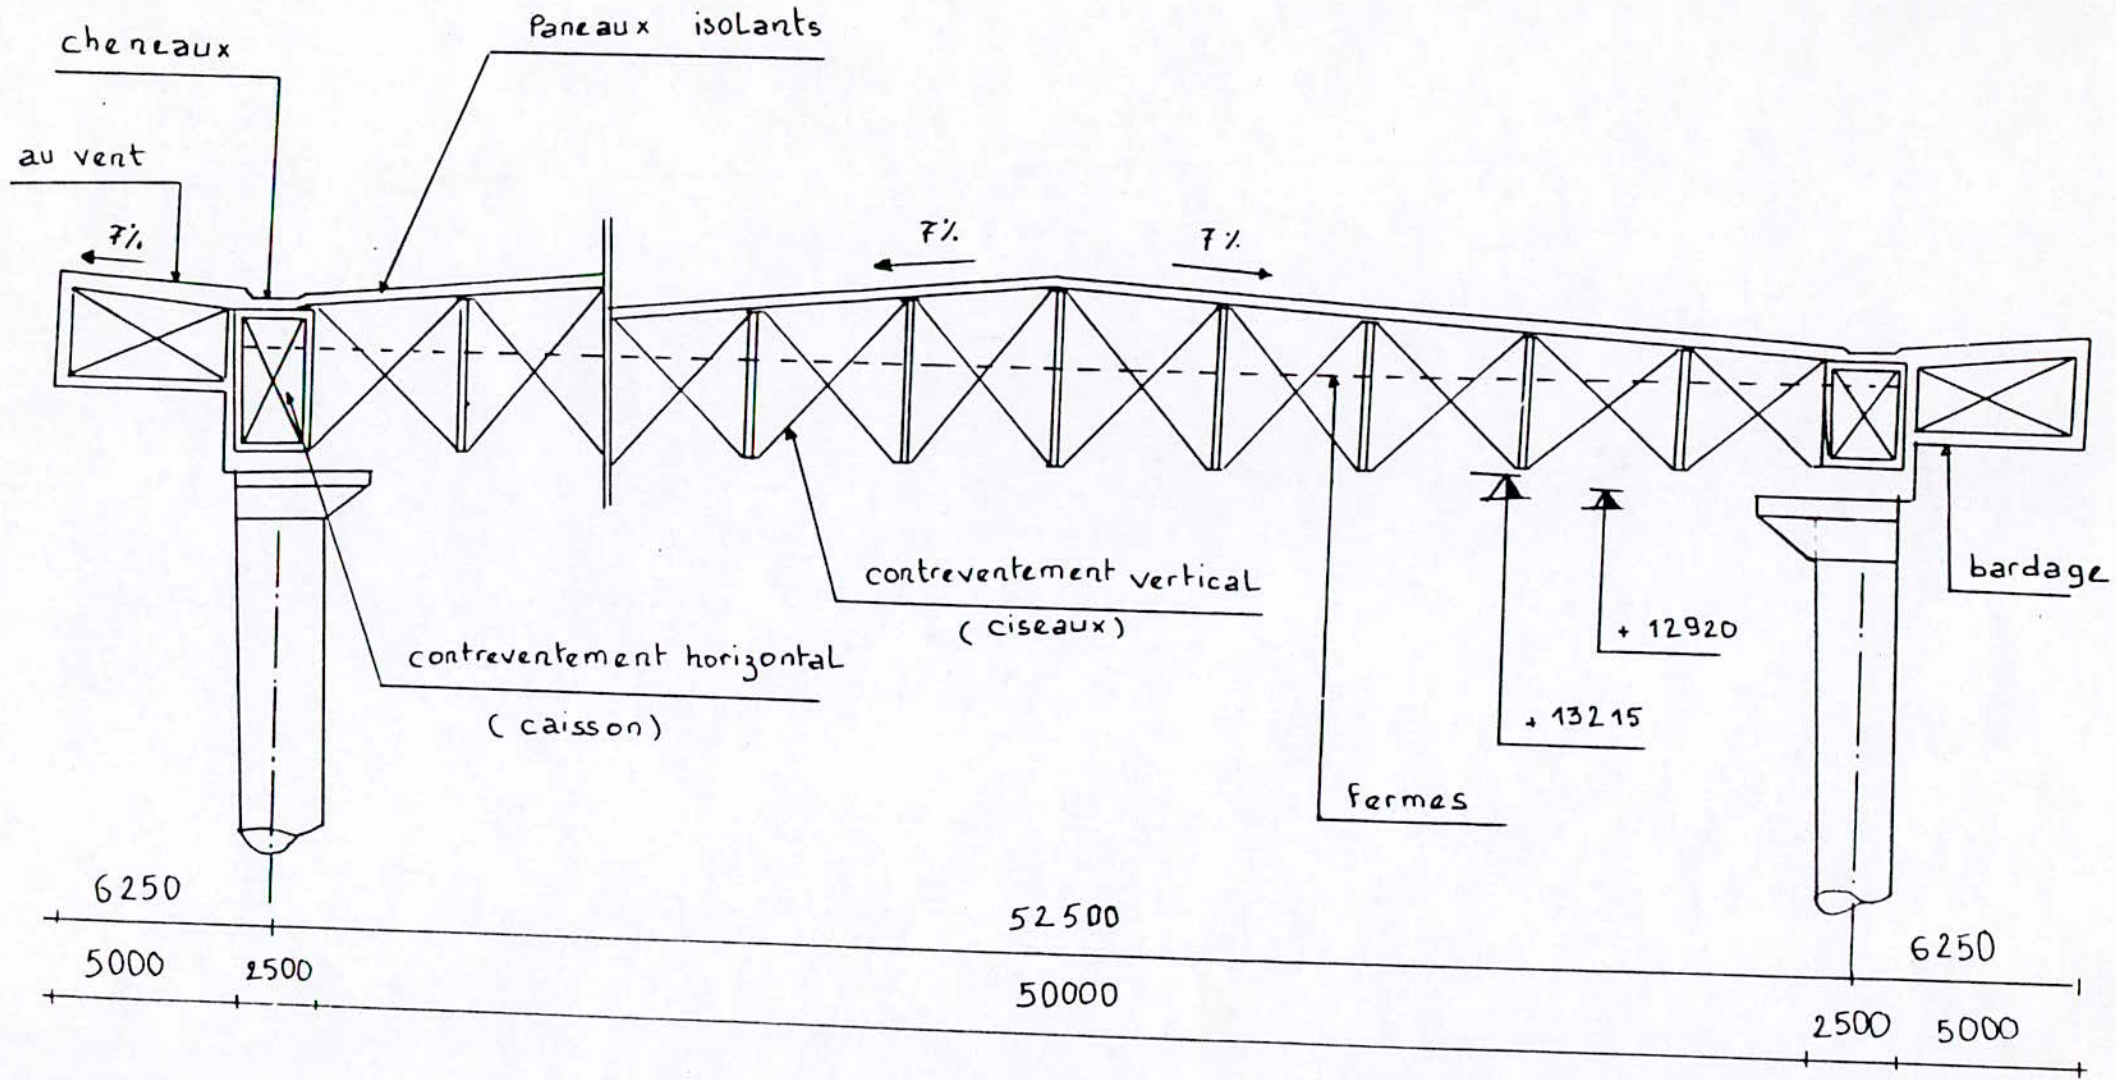 Paneaux isolants
cheneaux
au vent
7%
7%
7%
contreventement vertical
(ciseaux)
bardage
+ 12920
contreventement horizontal
(caisson)
+ 13215
Fermes
6250
52500
6250
5000
2500
50000
2500
5000